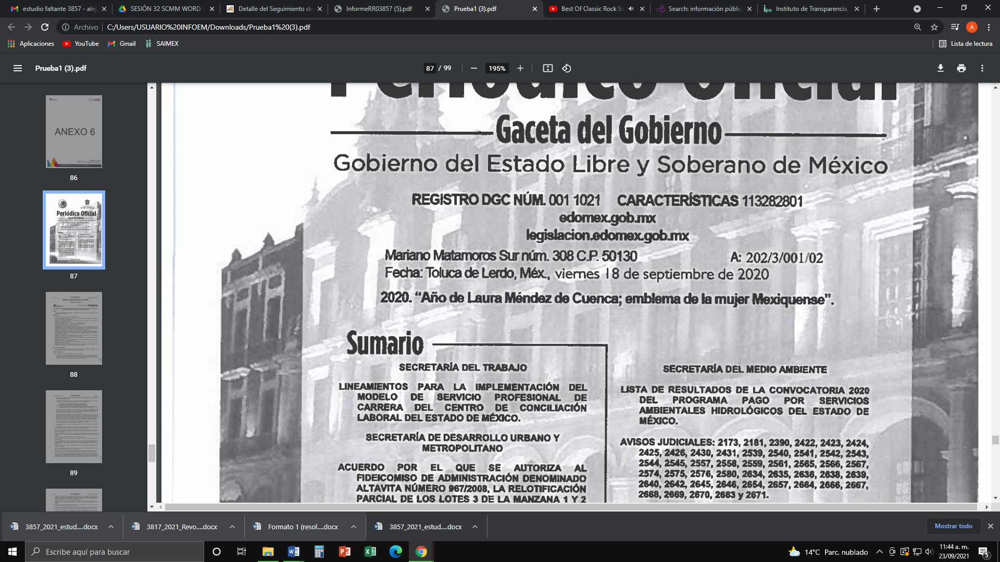 estudio faltante 3857 - alej
SESIÓN 32 SCMM WORD -
Detalle del Seguimiento de
InformeRR03857 (5).pdf
Prueba1 (3).pdf
Best Of Classic Rock So
Search: información públic
Instituto de Transparencia,
Archivo
C:/Users/USUARIO%20INFOEM/Downloads/Prueba1%20(3).pdf
A
Aplicaciones
YouTube
Gmail
SAIMEX
Lista de lectura
Prueba1 (3).pdf
87 / 99
195%
ANEXO 6
86
Periódico Oficial
Gaceta del Gobierno
87
88
89
Periódico Oficial
Gaceta del Gobierno
Gobierno del Estado Libre y Soberano de México
REGISTRO DGC NÚM. 001 1021 CARACTERÍSTICAS 113282801
edomex.gob.mx
legislacion.edomex.gob.mx
Mariano Matamoros Sur núm. 308 C.P. 50130
A: 202/3/001/02
Fecha: Toluca de Lerdo, Méx., viernes 18 de septiembre de 2020
2020. “Año de Laura Méndez de Cuenca; emblema de la mujer Mexiquense”.
Sumario
SECRETARÍA DEL TRABAJO
LINEAMIENTOS PARA LA IMPLEMENTACIÓN DEL
MODELO DE SERVICIO PROFESIONAL DE
CARRERA DEL CENTRO DE CONCILIACIÓN
LABORAL DEL ESTADO DE MÉXICO.
SECRETARÍA DE DESARROLLO URBANO Y
METROPOLITANO
ACUERDO POR EL QUE SE AUTORIZA AL
FIDEICOMISO DE ADMINISTRACIÓN DENOMINADO
ALTAVITA NÚMERO 967/2008, LA RELOTIFICACIÓN
PARCIAL DE LOS LOTES 3 DE LA MANZANA 1 Y 2
SECRETARÍA DEL MEDIO AMBIENTE
LISTA DE RESULTADOS DE LA CONVOCATORIA 2020
DEL PROGRAMA PAGO POR SERVICIOS
AMBIENTALES HIDROLÓGICOS DEL ESTADO DE
MÉXICO.
AVISOS JUDICIALES: 2173, 2181, 2390, 2422, 2423, 2424,
2425, 2426, 2430, 2431, 2539, 2540, 2541, 2542, 2543,
2544, 2545, 2557, 2558, 2559, 2561, 2565, 2566, 2567,
2574, 2575, 2576, 2580, 2634, 2635, 2636, 2638, 2639,
2640, 2642, 2645, 2646, 2654, 2657, 2664, 2666, 2667,
2668, 2669, 2670, 2663 y 2671.
3857_2021_estud....docx
3817_2021_Revo....docx
Formato 1 (resol....docx
3857_2021_estud....docx
Mostrar todo
Escribe aquí para buscar
14°C Parc. nublado
11:44 a. m.
23/09/2021
5